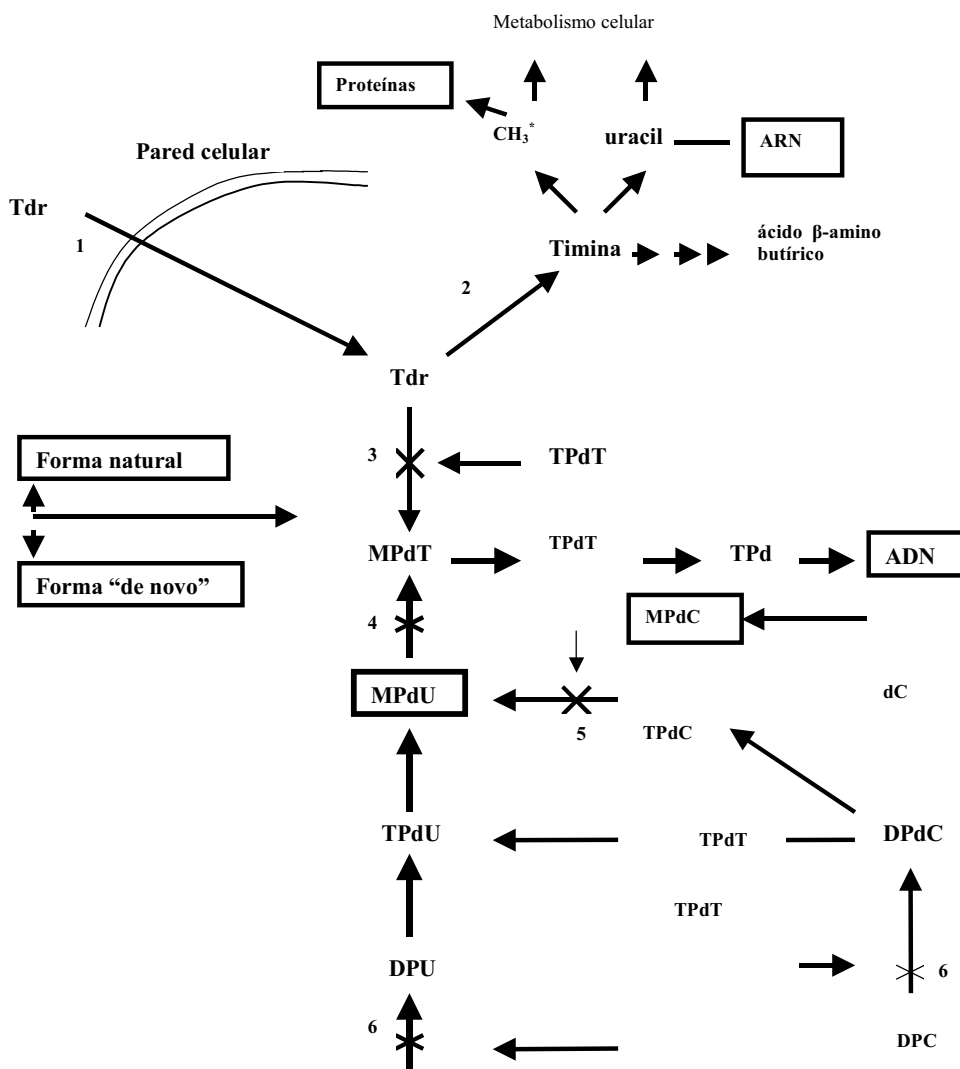 Metabolismo celular
Proteínas
CH3*
uracil
ARN
Pared celular
Tdr
1
Timina
ácido β-amino
butírico
2
Tdr
Forma natural
3
TPdT
MPdT
TPdT
TPd
ADN
Forma “de novo”
4
MPdC
MPdU
dC
5
TPdC
TPdU
TPdT
DPdC
TPdT
DPU
6
6
DPC